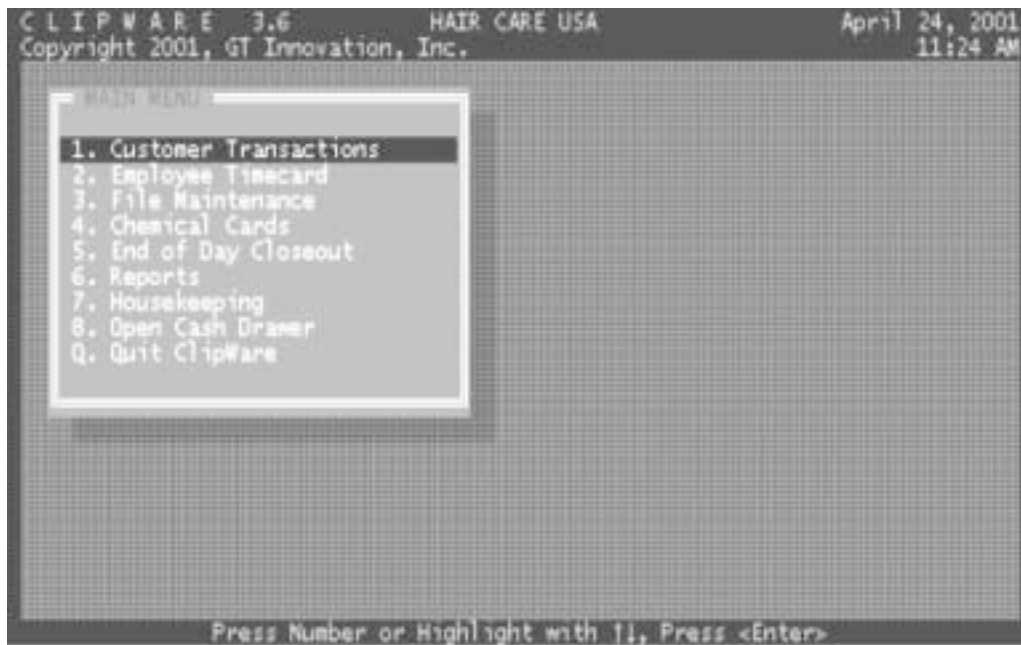 C L I P W A R E 3.6 HAIR CARE USA April 24, 2001
Copyright 2001, GT Innovation, Inc. 11:24 AM
MAIN MENU
1. Customer Transactions
2. Employee Timecard
3. File Maintenance
4. Chemical Cards
5. End of Day Closeout
6. Reports
7. Housekeeping
8. Open Cash Drawer
Q. Quit ClipWare
Press Number or Highlight with ↑↓, Press <Enter>